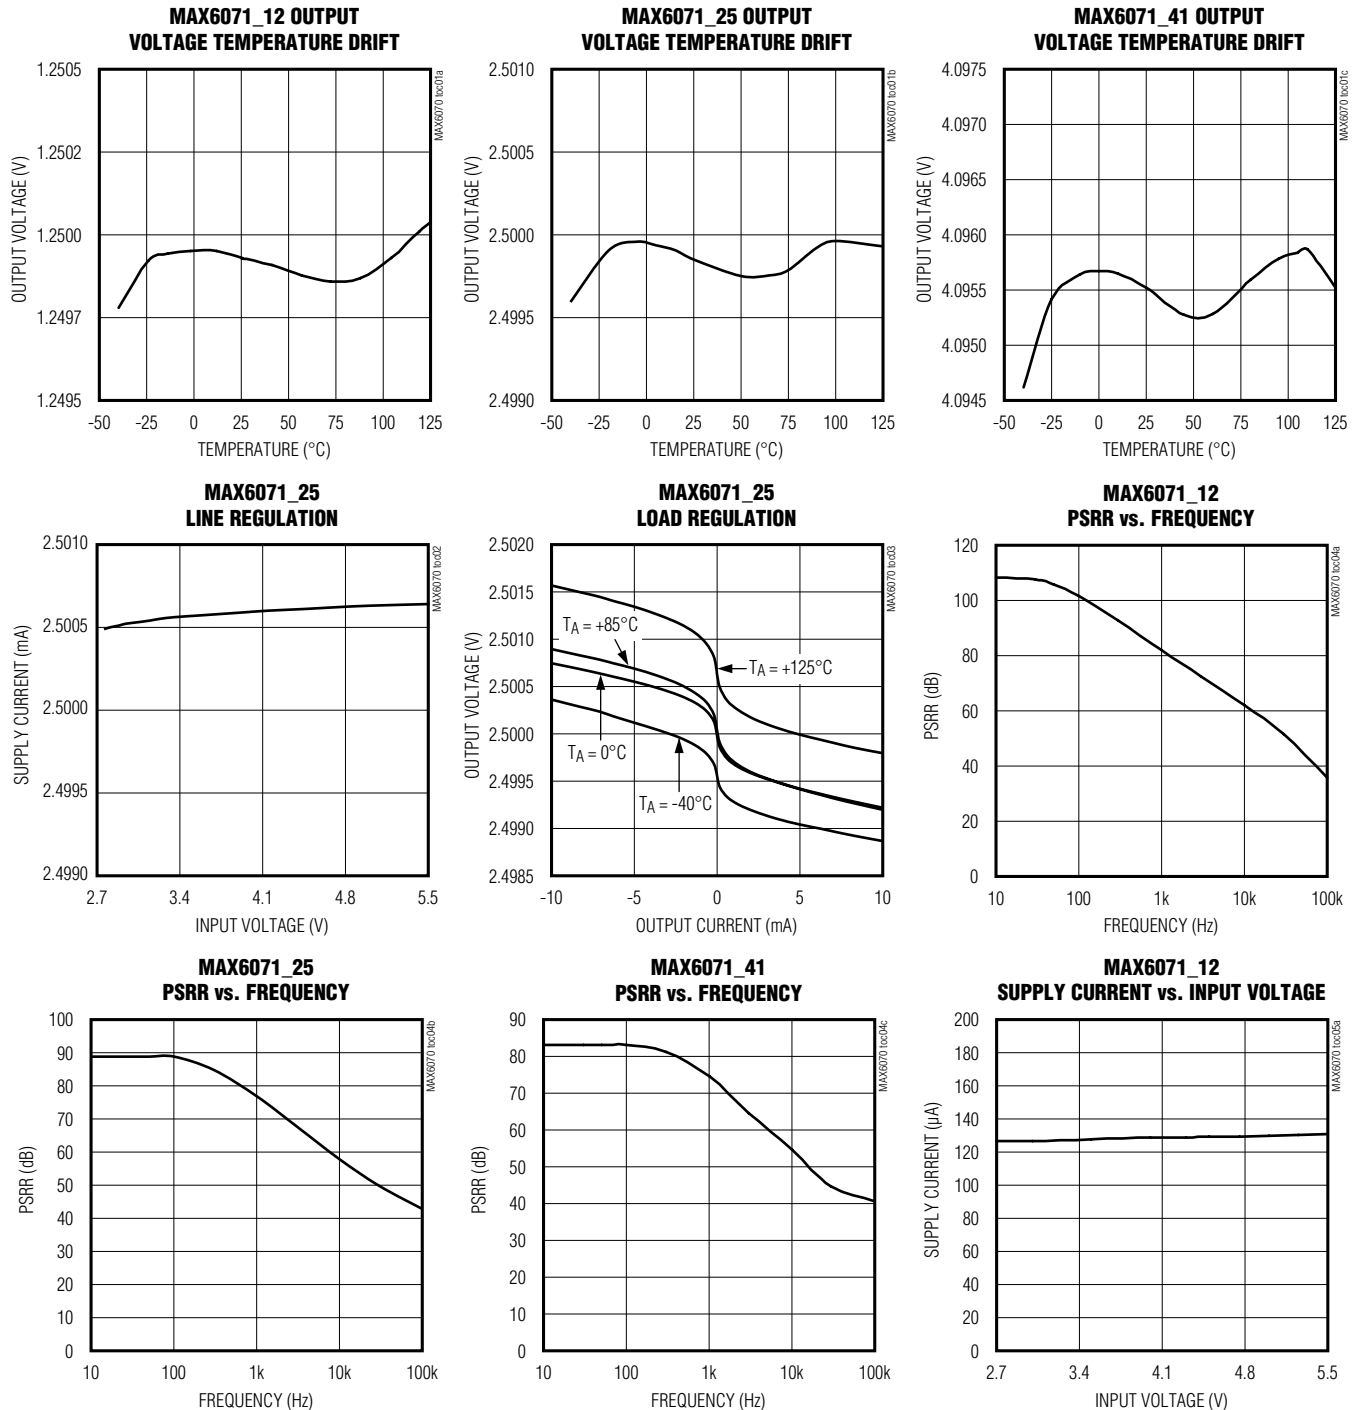 MAX6071_12 OUTPUT
VOLTAGE TEMPERATURE DRIFT
1.2505
1.2502
1.2500
1.2497
1.2495
OUTPUT VOLTAGE (V)
-50 -25 0 25 50 75 100 125
TEMPERATURE (°C)
MAX6070 toc01a
MAX6071_25 OUTPUT
VOLTAGE TEMPERATURE DRIFT
2.5010
2.5005
2.5000
2.4995
2.4990
OUTPUT VOLTAGE (V)
-50 -25 0 25 50 75 100 125
TEMPERATURE (°C)
MAX6070 toc01b
MAX6071_41 OUTPUT
VOLTAGE TEMPERATURE DRIFT
4.0975
4.0970
4.0965
4.0960
4.0955
4.0950
4.0945
OUTPUT VOLTAGE (V)
-50 -25 0 25 50 75 100 125
TEMPERATURE (°C)
MAX6070 toc01c
MAX6071_25
LINE REGULATION
2.5010
2.5005
2.5000
2.4995
2.4990
SUPPLY CURRENT (mA)
2.7 3.4 4.1 4.8 5.5
INPUT VOLTAGE (V)
MAX6070 toc02
MAX6071_25
LOAD REGULATION
2.5020
2.5015
2.5010
2.5005
2.5000
2.4995
2.4990
2.4985
OUTPUT VOLTAGE (V)
TA = +85°C
TA = +125°C
TA = 0°C
TA = -40°C
-10 -5 0 5 10
OUTPUT CURRENT (mA)
MAX6070 toc03
MAX6071_12
PSRR vs. FREQUENCY
120
100
80
60
40
20
0
PSRR (dB)
10 100 1k 10k 100k
FREQUENCY (Hz)
MAX6070 toc04a
MAX6071_25
PSRR vs. FREQUENCY
100
90
80
70
60
50
40
30
20
10
0
PSRR (dB)
10 100 1k 10k 100k
FREQUENCY (Hz)
MAX6070 toc04b
MAX6071_41
PSRR vs. FREQUENCY
90
80
70
60
50
40
30
20
10
0
PSRR (dB)
10 100 1k 10k 100k
FREQUENCY (Hz)
MAX6070 toc04c
MAX6071_12
SUPPLY CURRENT vs. INPUT VOLTAGE
200
180
160
140
120
100
80
60
40
20
0
SUPPLY CURRENT (µA)
2.7 3.4 4.1 4.8 5.5
INPUT VOLTAGE (V)
MAX6070 toc05a